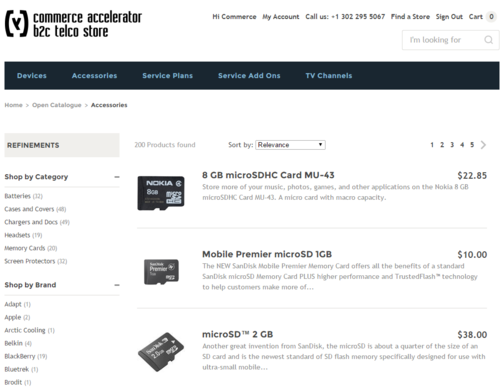 commerce accelerator
b2c telco store
Mi Commerce My Account Call us: +1 302 295 5067 Find a Store Sign Out Cart 0
I'm looking for
Devices Accessories Service Plans Service Add Ons TV Channels
Home > Open Catalogue > Accessories
REFINEMENTS
200 Products found Sort by: Relevance 1 2 3 4 5
Shop by Category
Batteries (32)
Cases and Covers (48)
Chargers and Docs (49)
Headsets (19)
Memory Cards (20)
Screen Protectors (32)
Shop by Brand
Adapt (1)
Apple (2)
Arctic Cooling (1)
Belkin (4)
BlackBerry (19)
Bluetrek (1)
Brodit (1)
NOKIA
8GB
8 GB microSDHC Card MU-43 $22.85
Store more of your music, photos, games, and other applications on the Nokia 8 GB
microSDHC Card MU-43. A micro card with macro capacity.
SanDisk
Premier
Mobile Premier microSD 1GB $10.00
The NEW SanDisk Mobile Premier Memory Card offers all the benefits of a standard
SanDisk microSD Memory Card PLUS higher performance and TrustedFlash™ technology
to help customers make more of...
SanDisk
2.0GB
microSD™ 2 GB $38.00
Another great invention from SanDisk, the microSD is about a quarter of the size of an
SD card and is the newest standard of SD flash memory specifically designed for use with
ultra-small mobile...